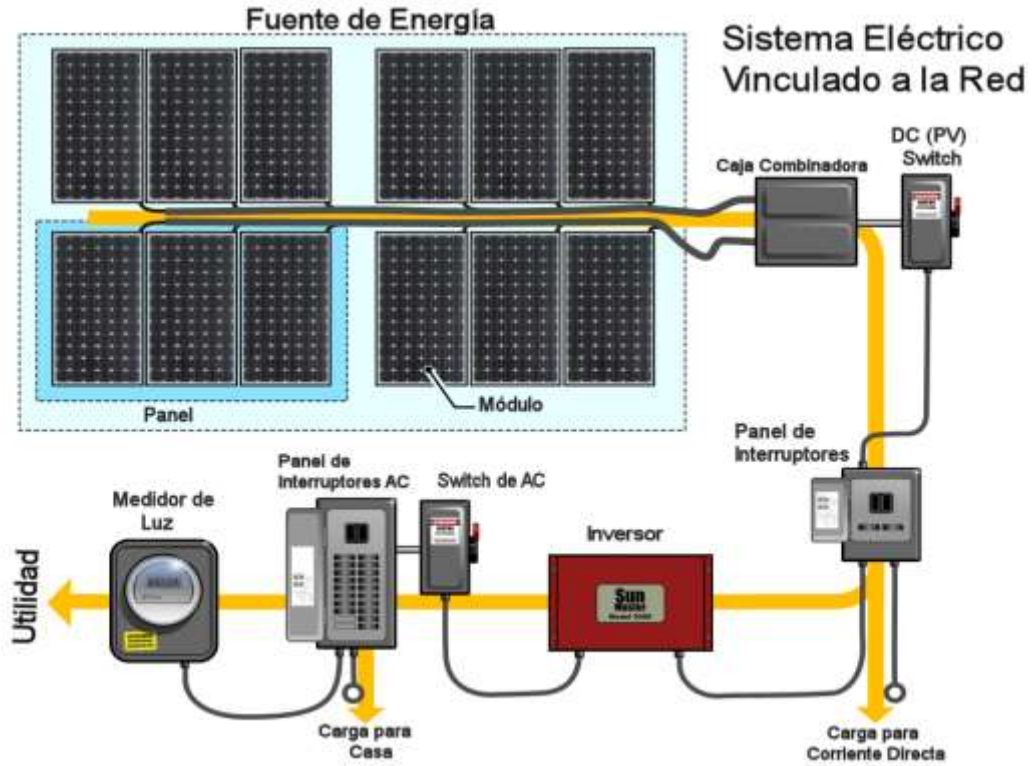 Fuente de Energía
Sistema Eléctrico
Vinculado a la Red
DC (PV)
Switch
Caja Combinadora
Panel
Módulo
Panel de
Interruptores
Panel de
Interruptores AC
Switch de AC
Medidor de
Luz
Inversor
Sun
Utilidad
Carga para
Casa
Carga para
Corriente Directa